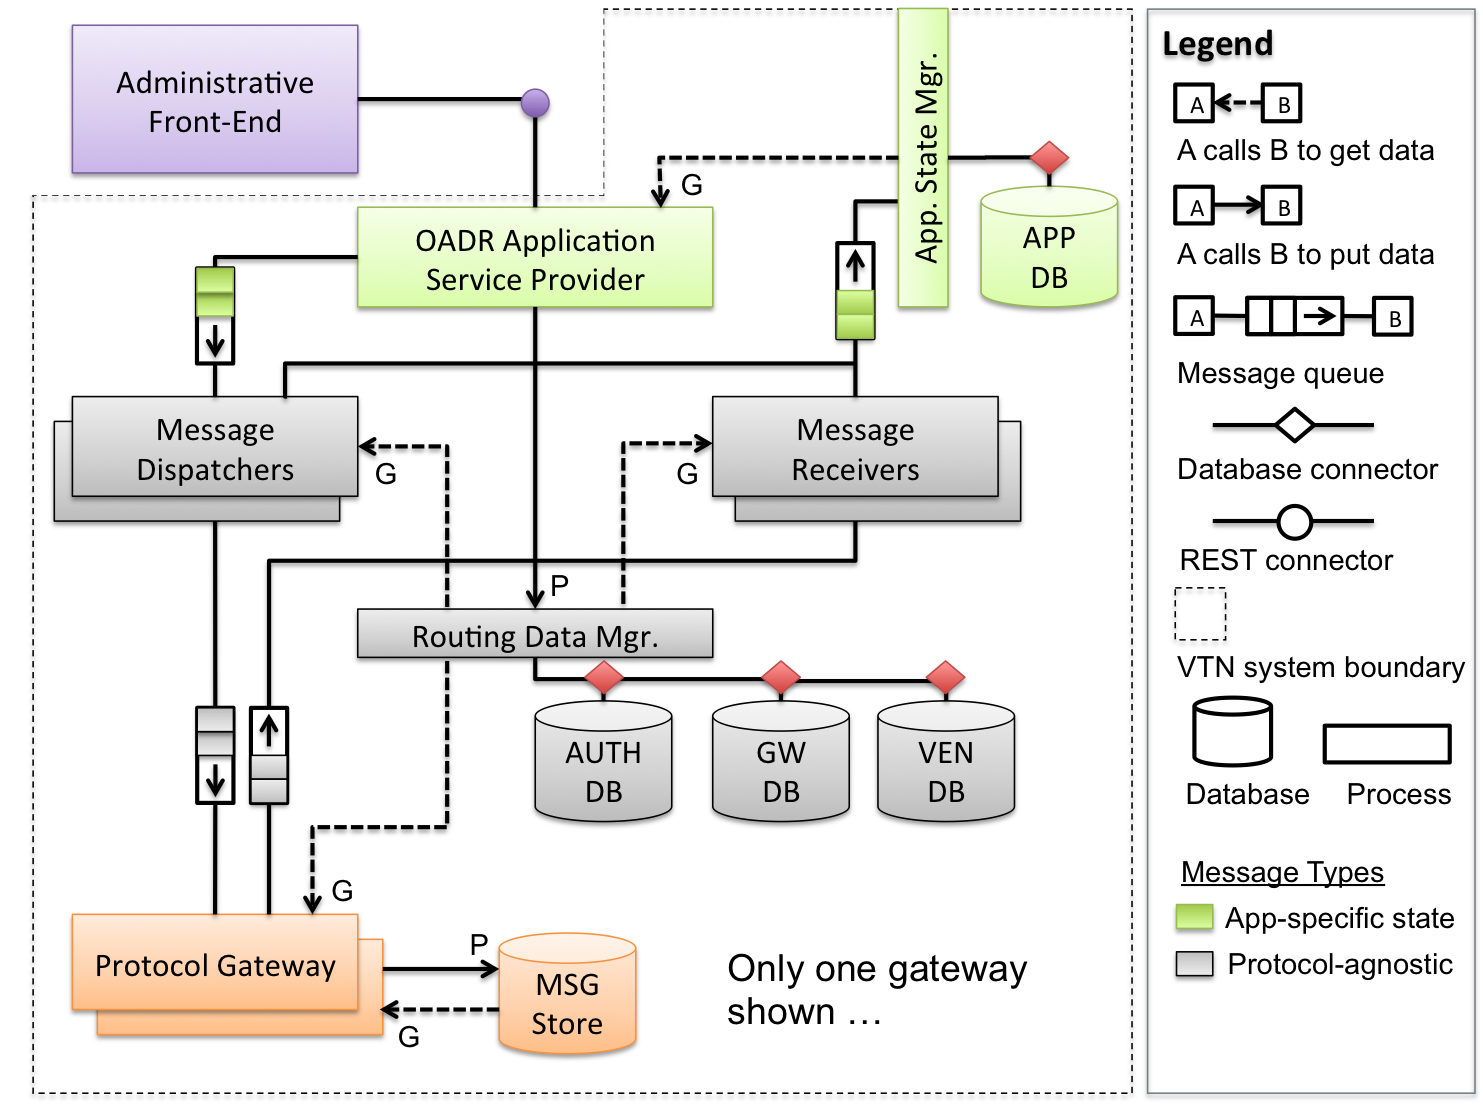 Administrative
Front-End
App. State Mgr.
G
OADR Application
Service Provider
APP
DB
Message
Dispatchers
G
Message
Receivers
G
P
Routing Data Mgr.
AUTH
DB
GW
DB
VEN
DB
G
Protocol Gateway
P
G
MSG
Store
Only one gateway
shown …
Legend
A
B
A calls B to get data
A
B
A calls B to put data
A
B
Message queue
Database connector
REST connector
VTN system boundary
Database
Process
Message Types
App-specific state
Protocol-agnostic